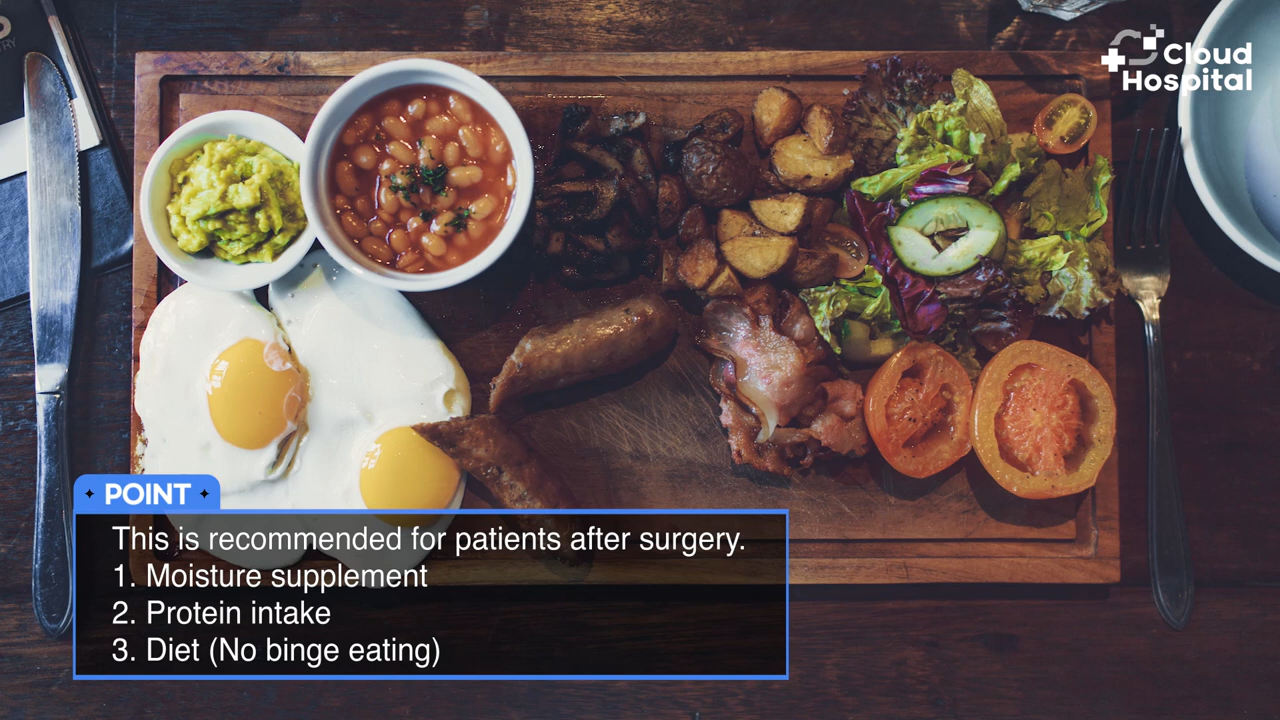 Cloud
Hospital
POINT
This is recommended for patients after surgery.
1. Moisture supplement
2. Protein intake
3. Diet (No binge eating)